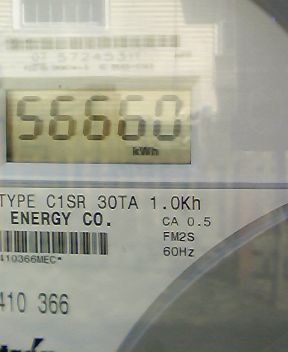 56660
kWh
TYPE C1SR 30TA 1.0Kh
ENERGY CO.
CA 0.5
FM2S
60Hz
410366MEC*
410 366